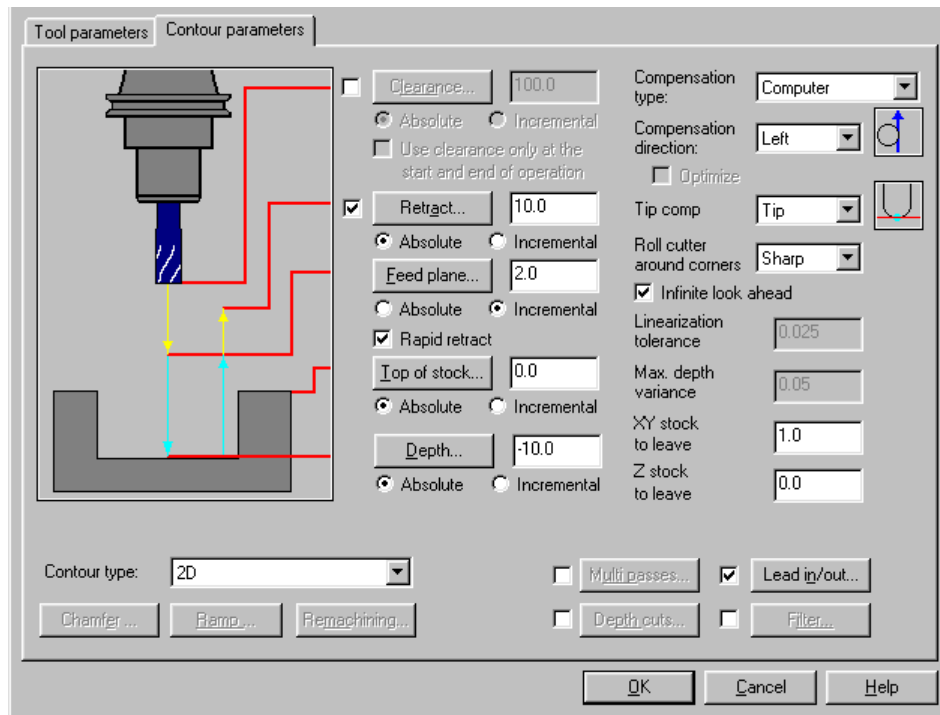 Tool parameters
Contour parameters
Clearance...
100.0
Absolute
Incremental
Use clearance only at the
start and end of operation
Retract...
10.0
Absolute
Incremental
Feed plane...
2.0
Absolute
Incremental
Rapid retract
Top of stock...
0.0
Absolute
Incremental
Depth...
-10.0
Absolute
Incremental
Compensation
type:
Computer
Compensation
direction:
Left
Optimize
Tip comp
Tip
Roll cutter
around corners
Sharp
Infinite look ahead
Linearization
tolerance
0.025
Max. depth
variance
0.05
XY stock
to leave
1.0
Z stock
to leave
0.0
Contour type:
2D
Multi passes...
Lead in/out...
Chamfer ...
Ramp ...
Remachining...
Depth cuts...
Filter...
OK
Cancel
Help